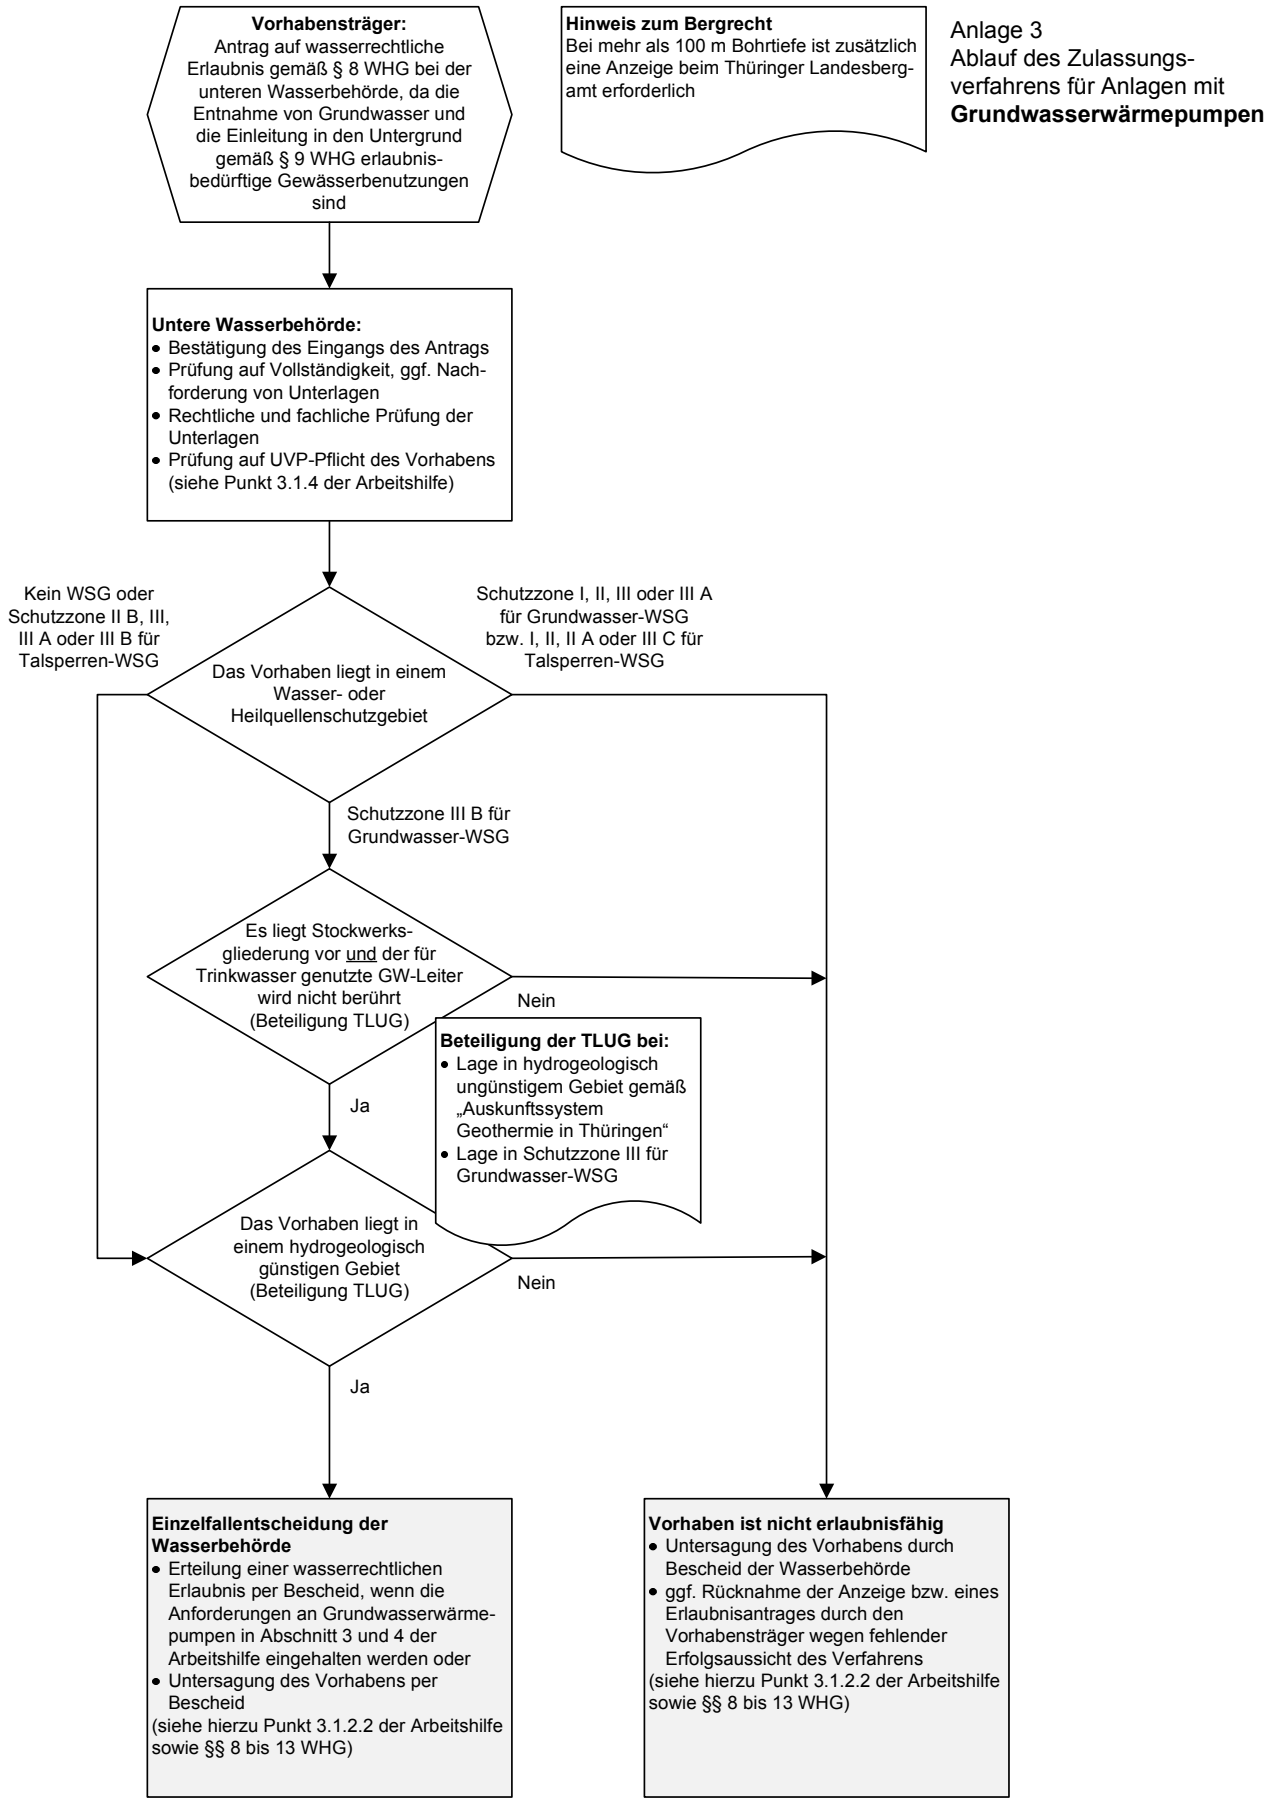 Vorhabensträger:
Antrag auf wasserrechtliche
Erlaubnis gemäß § 8 WHG bei der
unteren Wasserbehörde, da die
Entnahme von Grundwasser und
die Einleitung in den Untergrund
gemäß § 9 WHG erlaubnis-
bedürftige Gewässerbenutzungen
sind
Hinweis zum Bergrecht
Bei mehr als 100 m Bohrtiefe ist zusätzlich
eine Anzeige beim Thüringer Landesberg-
amt erforderlich
Anlage 3
Ablauf des Zulassungs-
verfahrens für Anlagen mit
Grundwasserwärmepumpen
Untere Wasserbehörde:
• Bestätigung des Eingangs des Antrags
• Prüfung auf Vollständigkeit, ggf. Nach-
forderung von Unterlagen
• Rechtliche und fachliche Prüfung der
Unterlagen
• Prüfung auf UVP-Pflicht des Vorhabens
(siehe Punkt 3.1.4 der Arbeitshilfe)
Kein WSG oder
Schutzzone II B, III,
III A oder III B für
Talsperren-WSG
Schutzzone I, II, III oder III A
für Grundwasser-WSG
bzw. I, II, II A oder III C für
Talsperren-WSG
Das Vorhaben liegt in einem
Wasser- oder
Heilquellenschutzgebiet
Schutzzone III B für
Grundwasser-WSG
Es liegt Stockwerks-
gliederung vor und der für
Trinkwasser genutzte GW-Leiter
wird nicht berührt
(Beteiligung TLUG)
Nein
Ja
Beteiligung der TLUG bei:
• Lage in hydrogeologisch
ungünstigem Gebiet gemäß
„Auskunftssystem
Geothermie in Thüringen“
• Lage in Schutzzone III für
Grundwasser-WSG
Das Vorhaben liegt in
einem hydrogeologisch
günstigen Gebiet
(Beteiligung TLUG)
Nein
Ja
Einzelfallentscheidung der
Wasserbehörde
• Erteilung einer wasserrechtlichen
Erlaubnis per Bescheid, wenn die
Anforderungen an Grundwasserwärme-
pumpen in Abschnitt 3 und 4 der
Arbeitshilfe eingehalten werden oder
• Untersagung des Vorhabens per
Bescheid
(siehe hierzu Punkt 3.1.2.2 der Arbeitshilfe
sowie §§ 8 bis 13 WHG)
Vorhaben ist nicht erlaubnisfähig
• Untersagung des Vorhabens durch
Bescheid der Wasserbehörde
• ggf. Rücknahme der Anzeige bzw. eines
Erlaubnisantrages durch den
Vorhabensträger wegen fehlender
Erfolgsaussicht des Verfahrens
(siehe hierzu Punkt 3.1.2.2 der Arbeitshilfe
sowie §§ 8 bis 13 WHG)